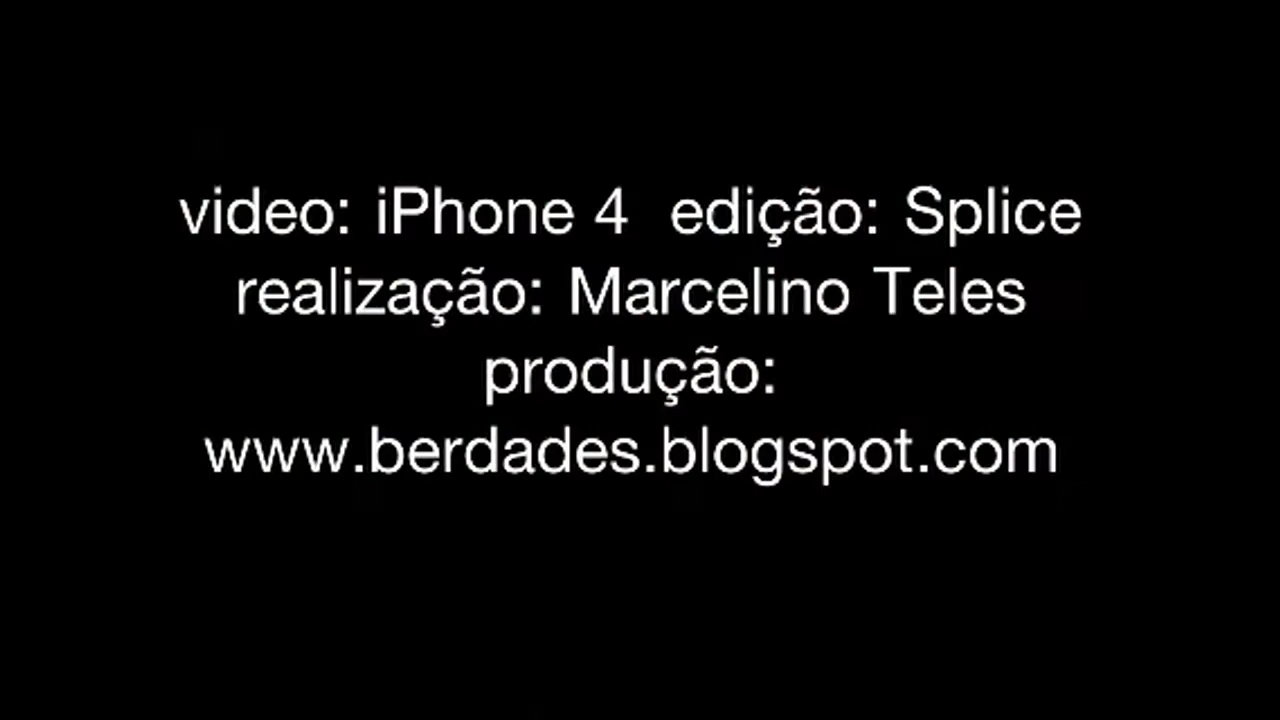 video: iPhone 4  edição: Splice
realização: Marcelino Teles
produção:
www.berdades.blogspot.com